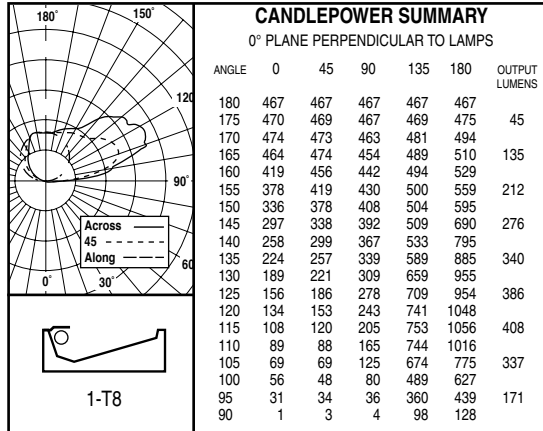 180° 150°
120
90°
60
0° 30°
Across
45
Along
1-T8
CANDLEPOWER SUMMARY
0° PLANE PERPENDICULAR TO LAMPS
ANGLE 0 45 90 135 180 OUTPUT
LUMENS
180 467 467 467 467 467
175 470 469 467 469 475 45
170 474 473 463 481 494
165 464 474 454 489 510 135
160 419 456 442 494 529
155 378 419 430 500 559 212
150 336 378 408 504 595
145 297 338 392 509 690 276
140 258 299 367 533 795
135 224 257 339 589 885 340
130 189 221 309 659 955
125 156 186 278 709 954 386
120 134 153 243 741 1048
115 108 120 205 753 1056 408
110 89 88 165 744 1016
105 69 69 125 674 775 337
100 56 48 80 489 627
95 31 34 36 360 439 171
90 1 3 4 98 128